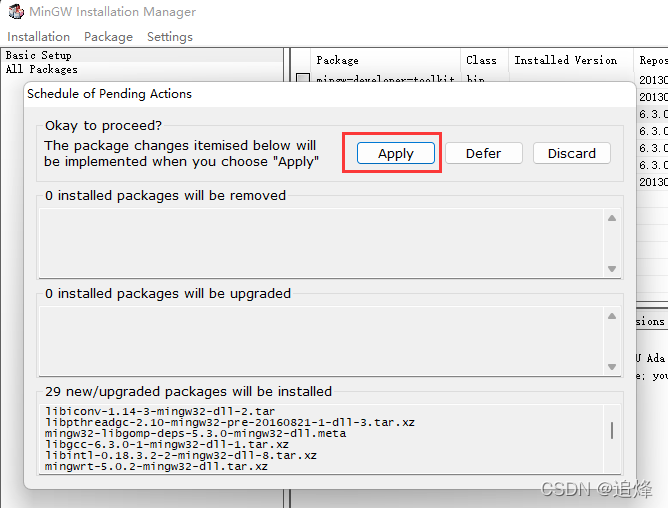 MinGW Installation Manager
Installation Package Settings
Basic Setup
All Packages
Package Class Installed Version Repos
mingw-developer-toolkit bin 20130
20130
6.3.0
6.3.0
6.3.0
6.3.0
20130
Schedule of Pending Actions
Okay to proceed?
The package changes itemised below will
be implemented when you choose "Apply"
Apply Defer Discard
0 installed packages will be removed
0 installed packages will be upgraded
sions
U Ada
e; you
29 new/upgraded packages will be installed
libiconv-1.14-3-mingw32-dll-2.tar
libpthreadgc-2.10-mingw32-pre-20160821-1-dll-3.tar.xz
mingw32-libgomp-deps-5.3.0-mingw32-dll.meta
libgcc-6.3.0-1-mingw32-dll-1.tar.xz
libintl-0.18.3.2-2-mingw32-dll-8.tar.xz
mingwrt-5.0.2-mingw32-dll.tar.xz
CSDN @追烽